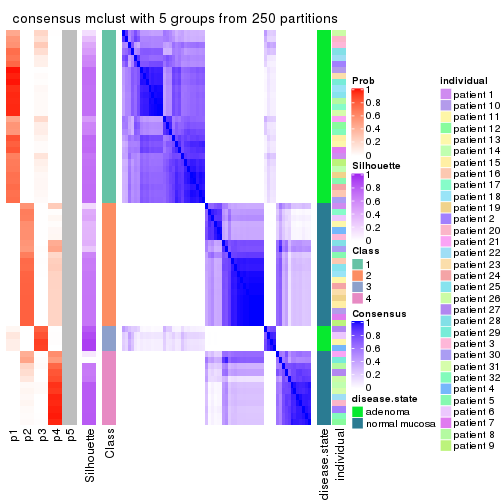 consensus mclust with 5 groups from 250 partitions
p1
p2
p3
p4
p5
Silhouette
Class
disease.state
individual
Prob
1
0.8
0.6
0.4
0.2
0
Silhouette
1
0.8
0.6
0.4
0.2
0
Class
1
2
3
4
Consensus
1
0.8
0.6
0.4
0.2
0
disease.state
adenoma
normal mucosa
individual
patient 1
patient 10
patient 11
patient 12
patient 13
patient 14
patient 15
patient 16
patient 17
patient 18
patient 19
patient 2
patient 20
patient 21
patient 22
patient 23
patient 24
patient 25
patient 26
patient 27
patient 28
patient 29
patient 3
patient 30
patient 31
patient 32
patient 4
patient 5
patient 6
patient 7
patient 8
patient 9